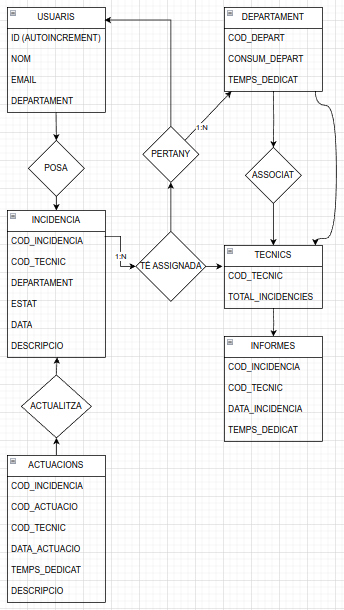 USUARIS
ID (AUTOINCREMENT)
NOM
EMAIL
DEPARTAMENT
DEPARTAMENT
COD_DEPART
CONSUM_DEPART
TEMPS_DEDICAT
1:N
PERTANY
POSA
ASSOCIAT
INCIDENCIA
COD_INCIDENCIA
COD_TECNIC
DEPARTAMENT
ESTAT
DATA
DESCRIPCIO
1:N
TÉ ASSIGNADA
TECNICS
COD_TECNIC
TOTAL_INCIDENCIES
INFORMES
COD_INCIDENCIA
COD_TECNIC
DATA_INCIDENCIA
TEMPS_DEDICAT
ACTUALITZA
ACTUACIONS
COD_INCIDENCIA
COD_ACTUACIO
COD_TECNIC
DATA_ACTUACIO
TEMPS_DEDICAT
DESCRIPCIO